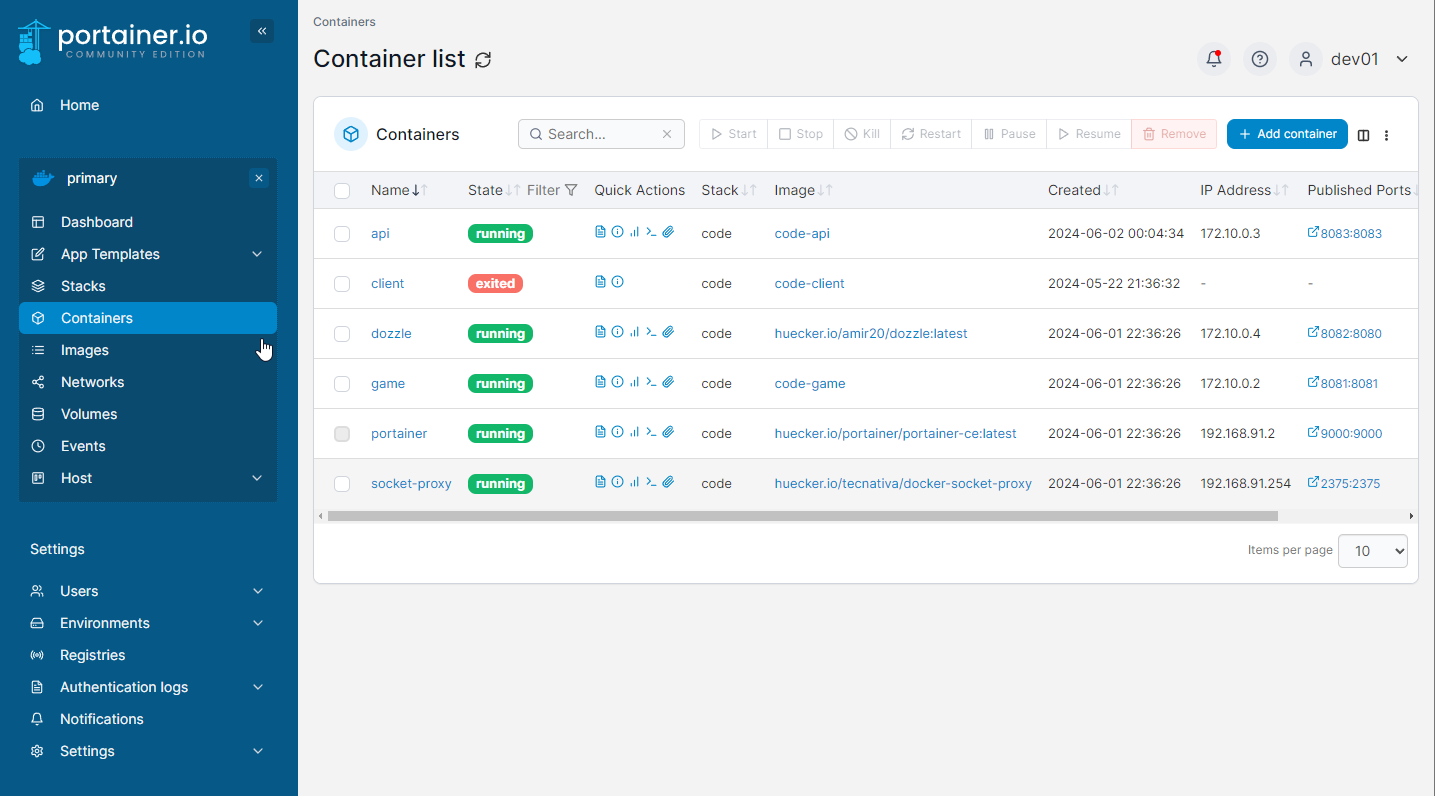 portainer.io
COMMUNITY EDITION
Home
primary
Dashboard
App Templates
Stacks
Containers
Images
Networks
Volumes
Events
Host
Settings
Users
Environments
Registries
Authentication logs
Notifications
Settings
Containers
Container list
dev01
Containers Search... Start Stop Kill Restart Pause Resume Remove + Add container
Name State Filter Quick Actions Stack Image Created IP Address Published Ports
api running code code-api 2024-06-02 00:04:34 172.10.0.3 8083:8083
client exited code code-client 2024-05-22 21:36:32 - -
dozzle running code huecker.io/amir20/dozzle:latest 2024-06-01 22:36:26 172.10.0.4 8082:8080
game running code code-game 2024-06-01 22:36:26 172.10.0.2 8081:8081
portainer running code huecker.io/portainer/portainer-ce:latest 2024-06-01 22:36:26 192.168.91.2 9000:9000
socket-proxy running code huecker.io/tecnativa/docker-socket-proxy 2024-06-01 22:36:26 192.168.91.254 2375:2375
Items per page 10